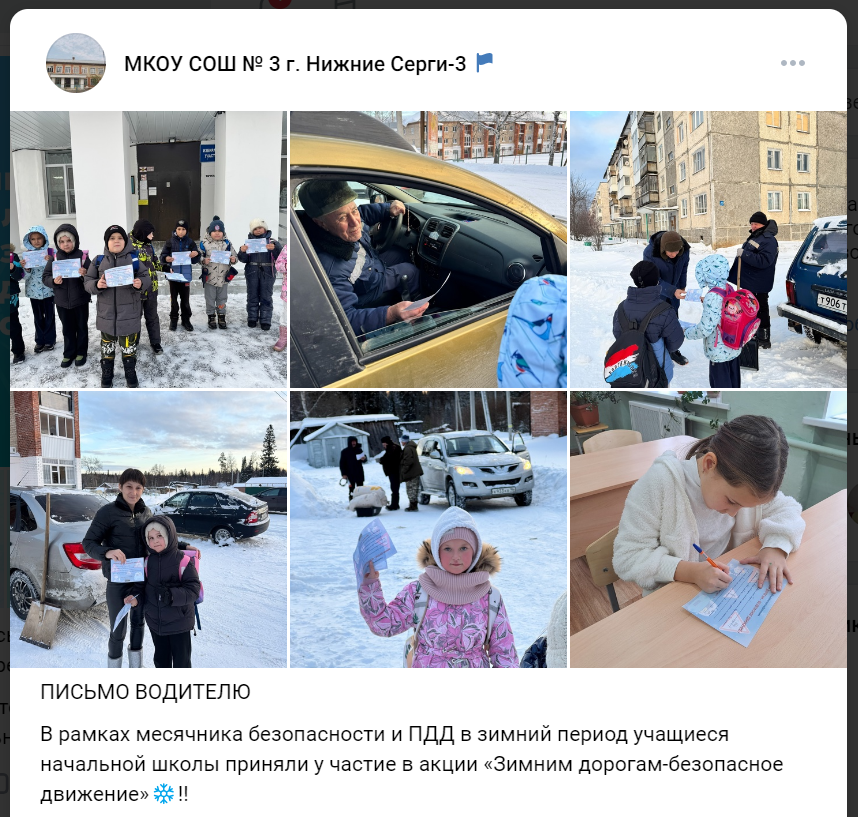 МКОУ СОШ № 3 г. Нижние Серги-3
Т 906 Т
ПИСЬМО ВОДИТЕЛЮ
В рамках месячника безопасности и ПДД в зимний период учащиеся
начальной школы приняли у частие в акции «Зимним дорогам-безопасное
движение»❄️!!